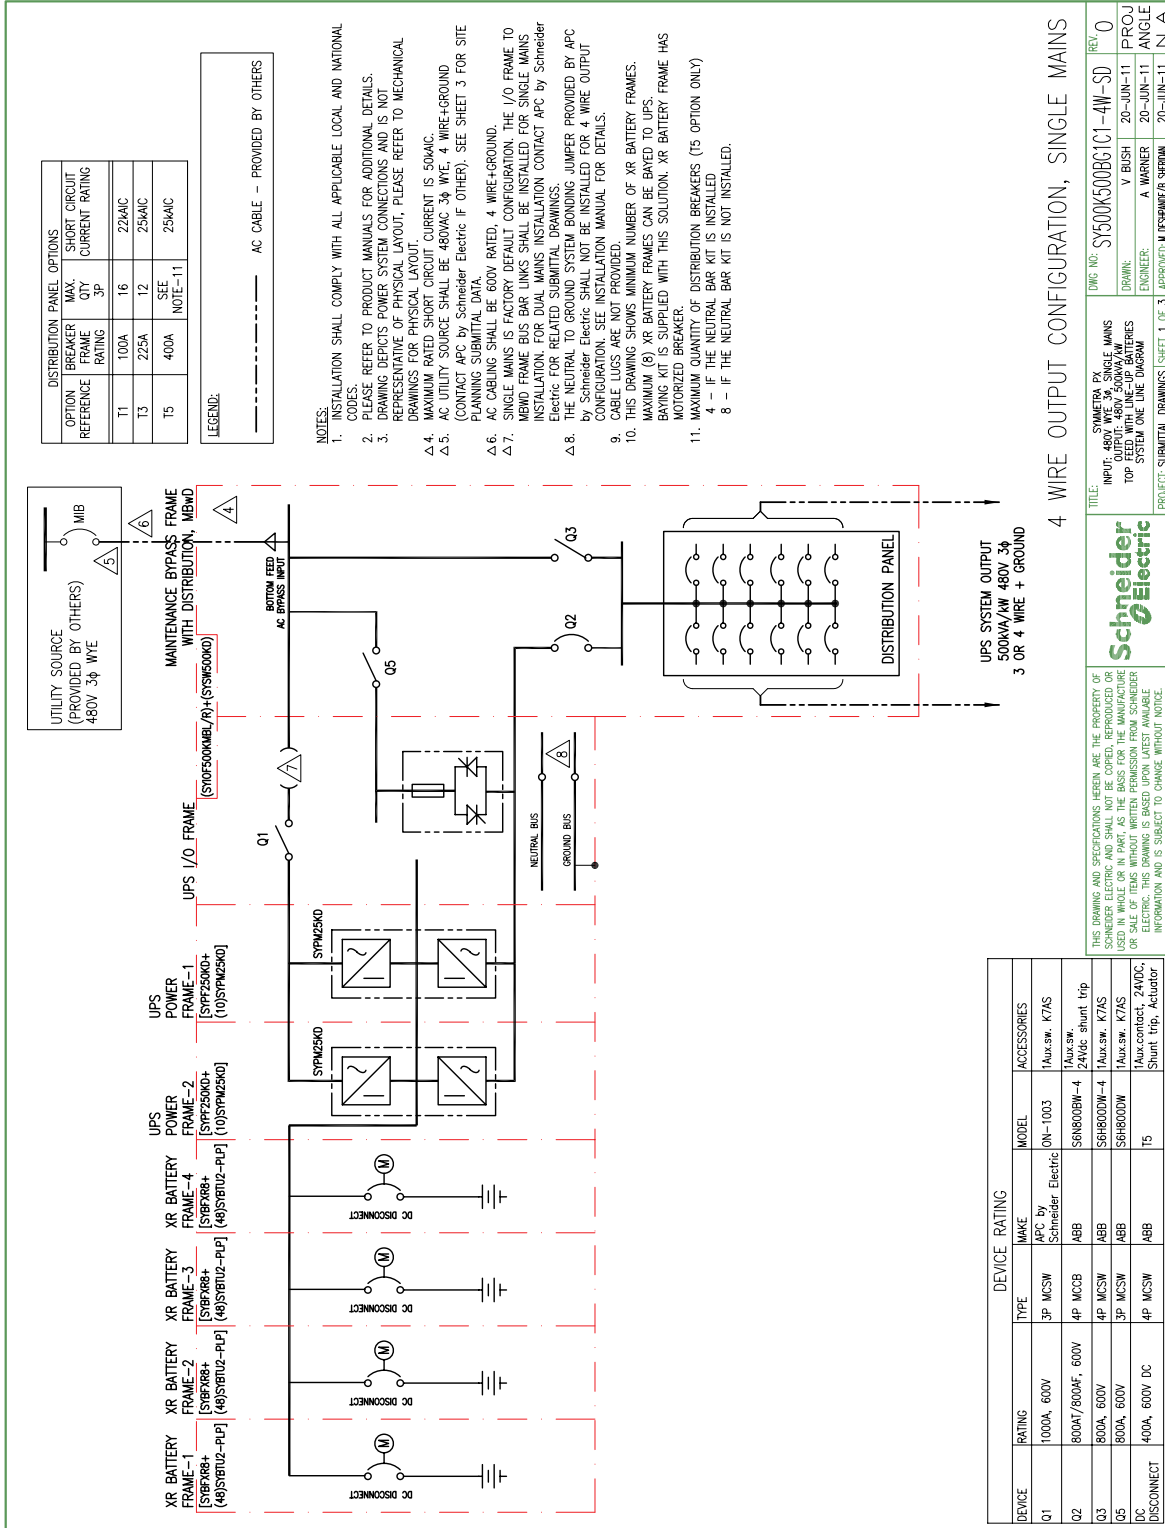 UTILITY SOURCE
(PROVIDED BY OTHERS)
480V 3ϕ WYE
MIB
5
6
4
MAINTENANCE BYPASS FRAME
WITH DISTRIBUTION, MBwD
(SYIOF500KMBL/R)+(SYSW500KD)
UPS I/O FRAME
UPS
POWER
FRAME-1
[SYPF250KD+
(10)SYPM25KD]
UPS
POWER
FRAME-2
[SYPF250KD+
(10)SYPM25KD]
XR BATTERY
FRAME-4
[SYBFXR8+
(48)SYBTU2-PLP]
XR BATTERY
FRAME-3
[SYBFXR8+
(48)SYBTU2-PLP]
XR BATTERY
FRAME-2
[SYBFXR8+
(48)SYBTU2-PLP]
XR BATTERY
FRAME-1
[SYBFXR8+
(48)SYBTU2-PLP]
BOTTOM FEED
AC BYPASS INPUT
Q1
7
Q5
Q2
Q3
SYPM25KD
SYPM25KD
M
DC DISCONNECT
M
DC DISCONNECT
M
DC DISCONNECT
M
DC DISCONNECT
NEUTRAL BUS
GROUND BUS
8
DISTRIBUTION PANEL
UPS SYSTEM OUTPUT
500kVA/kW 480V 3ϕ
3 OR 4 WIRE + GROUND
DISTRIBUTION PANEL OPTIONS
OPTION REFERENCE | BREAKER FRAME RATING | MAX. QTY 3P | SHORT CIRCUIT CURRENT RATING
T1 | 100A | 16 | 22kAIC
T3 | 225A | 12 | 25kAIC
T5 | 400A | SEE NOTE-11 | 25kAIC
LEGEND:
AC CABLE - PROVIDED BY OTHERS
NOTES:
1. INSTALLATION SHALL COMPLY WITH ALL APPLICABLE LOCAL AND NATIONAL
CODES.
2. PLEASE REFER TO PRODUCT MANUALS FOR ADDITIONAL DETAILS.
3. DRAWING DEPICTS POWER SYSTEM CONNECTIONS AND IS NOT
REPRESENTATIVE OF PHYSICAL LAYOUT, PLEASE REFER TO MECHANICAL
DRAWINGS FOR PHYSICAL LAYOUT.
△4. MAXIMUM RATED SHORT CIRCUIT CURRENT IS 50kAIC.
△5. AC UTILITY SOURCE SHALL BE 480VAC 3ϕ WYE, 4 WIRE+GROUND
(CONTACT APC by Schneider Electric IF OTHER). SEE SHEET 3 FOR SITE
PLANNING SUBMITTAL DATA.
△6. AC CABLING SHALL BE 600V RATED, 4 WIRE+GROUND.
△7. SINGLE MAINS IS FACTORY DEFAULT CONFIGURATION. THE I/O FRAME TO
MBWD FRAME BUS BAR LINKS SHALL BE INSTALLED FOR SINGLE MAINS
INSTALLATION. FOR DUAL MAINS INSTALLATION CONTACT APC by Schneider
Electric FOR RELATED SUBMITTAL DRAWINGS.
△8. THE NEUTRAL TO GROUND SYSTEM BONDING JUMPER PROVIDED BY APC
by Schneider Electric SHALL NOT BE INSTALLED FOR 4 WIRE OUTPUT
CONFIGURATION. SEE INSTALLATION MANUAL FOR DETAILS.
9. CABLE LUGS ARE NOT PROVIDED.
10. THIS DRAWING SHOWS MINIMUM NUMBER OF XR BATTERY FRAMES.
MAXIMUM (8) XR BATTERY FRAMES CAN BE BAYED TO UPS.
BAYING KIT IS SUPPLIED WITH THIS SOLUTION. XR BATTERY FRAME HAS
MOTORIZED BREAKER.
11. MAXIMUM QUANTITY OF DISTRIBUTION BREAKERS (T5 OPTION ONLY)
4 - IF THE NEUTRAL BAR KIT IS INSTALLED
8 - IF THE NEUTRAL BAR KIT IS NOT INSTALLED.
4 WIRE OUTPUT CONFIGURATION, SINGLE MAINS
DEVICE RATING
DEVICE | RATING | TYPE | MAKE | MODEL | ACCESSORIES
Q1 | 1000A, 600V | 3P MCSW | APC by Schneider Electric | ON-1003 | 1Aux.sw. K7AS
Q2 | 800AT/800AF, 600V | 4P MCCB | ABB | S6N800BW-4 | 1Aux.sw. 24Vdc shunt trip
Q3 | 800A, 600V | 4P MCSW | ABB | S6H800DW-4 | 1Aux.sw. K7AS
Q5 | 800A, 600V | 3P MCSW | ABB | S6H800DW | 1Aux.sw. K7AS
DC DISCONNECT | 400A, 600V DC | 4P MCSW | ABB | T5 | 1Aux.contact, 24VDC, Shunt trip, Actuator
THIS DRAWING AND SPECIFICATIONS HEREIN ARE THE PROPERTY OF
SCHNEIDER ELECTRIC AND SHALL NOT BE COPIED, REPRODUCED OR
USED IN WHOLE OR IN PART, AS THE BASIS FOR THE MANUFACTURE
OR SALE OF ITEMS WITHOUT WRITTEN PERMISSION FROM SCHNEIDER
ELECTRIC. THIS DRAWING IS BASED UPON LATEST AVAILABLE
INFORMATION AND IS SUBJECT TO CHANGE WITHOUT NOTICE.
Schneider
Electric
TITLE: SYMMETRA PX
INPUT: 480V WYE 3ϕ, SINGLE MAINS
OUTPUT: 480V 500kVA/kW
TOP FEED WITH LINE-UP BATTERIES
SYSTEM ONE LINE DIAGRAM
PROJECT: SUBMITTAL DRAWINGS
SHEET 1 OF 3
DWG NO: SY500K500BG1C1-4W-SD
REV. 0
DRAWN: V BUSH 20-JUN-11
ENGINEER: A WARNER 20-JUN-11
APPROVED: 20-JUN-11
PROJ
ANGLE
N A